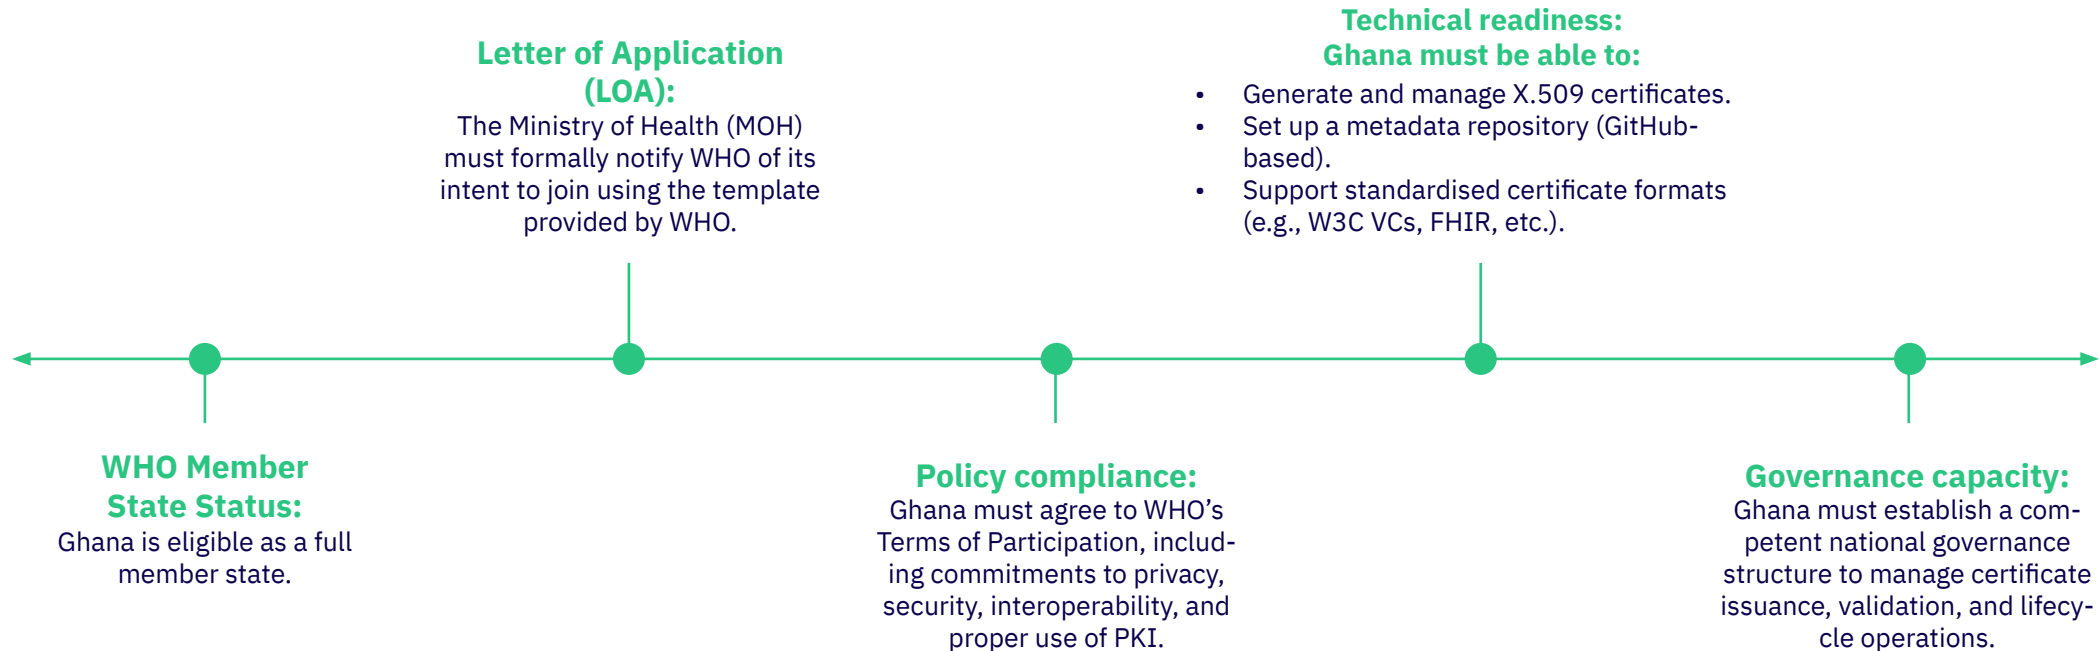 WHO Member
State Status:
Ghana is eligible as a full
member state.
Letter of Application
(LOA):
The Ministry of Health (MOH)
must formally notify WHO of its
intent to join using the template
provided by WHO.
Policy compliance:
Ghana must agree to WHO’s
Terms of Participation, includ-
ing commitments to privacy,
security, interoperability, and
proper use of PKI.
Technical readiness:
Ghana must be able to:
• Generate and manage X.509 certificates.
• Set up a metadata repository (GitHub-
based).
• Support standardised certificate formats
(e.g., W3C VCs, FHIR, etc.).
Governance capacity:
Ghana must establish a com-
petent national governance
structure to manage certificate
issuance, validation, and lifecy-
cle operations.